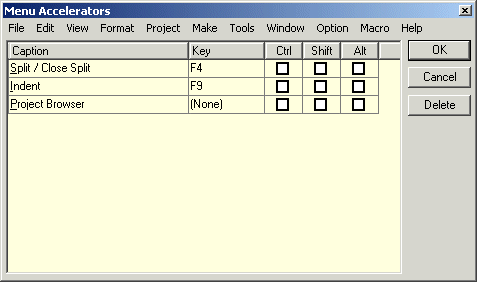 Menu Accelerators
File Edit View Format Project Make Tools Window Option Macro Help
Caption Key Ctrl Shift Alt
Split / Close Split F4
Indent F9
Project Browser (None)
OK
Cancel
Delete